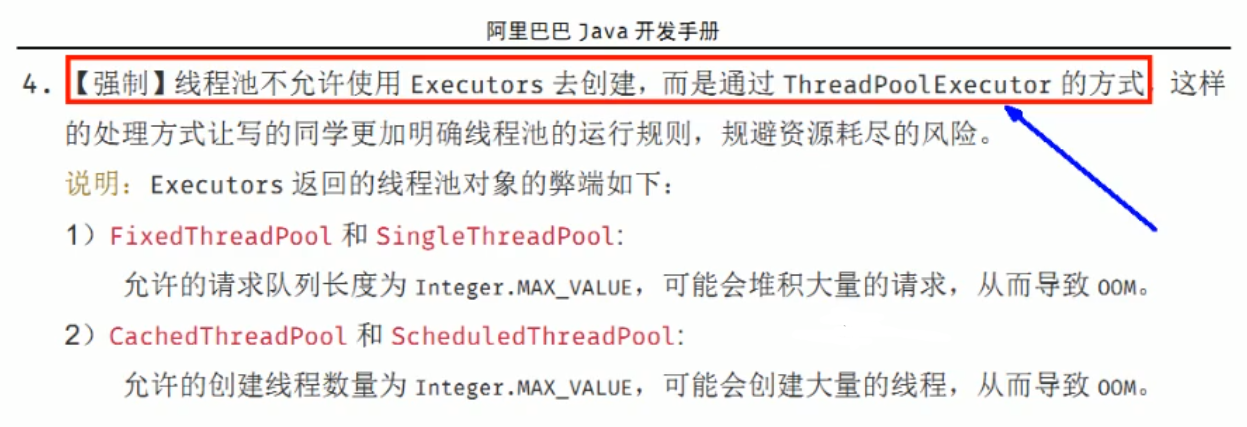 阿里巴巴 Java 开发手册
4. 【强制】线程池不允许使用 Executors 去创建，而是通过 ThreadPoolExecutor 的方式，这样
的处理方式让写的同学更加明确线程池的运行规则，规避资源耗尽的风险。
说明：Executors 返回的线程池对象的弊端如下：
1）FixedThreadPool 和 SingleThreadPool:
允许的请求队列长度为 Integer.MAX_VALUE，可能会堆积大量的请求，从而导致 OOM。
2）CachedThreadPool 和 ScheduledThreadPool:
允许的创建线程数量为 Integer.MAX_VALUE，可能会创建大量的线程，从而导致 OOM。